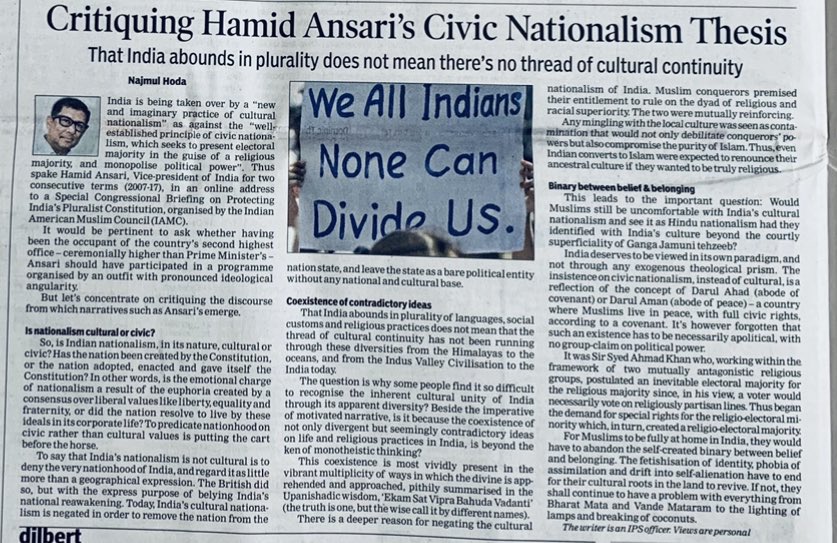 Critiquing Hamid Ansari's Civic Nationalism Thesis
That India abounds in plurality does not mean there's no thread of cultural continuity
Najmul Hoda
India is being taken over by a "new
and imaginary practice of cultural
nationalism" as against the "well-
established principle of civic nationa-
lism, which seeks to present electoral
majority in the guise of a religious
majority, and monopolise political power". Thus
spake Hamid Ansari, Vice-president of India for two
consecutive terms (2007-17), in an online address
to a Special Congressional Briefing on Protecting
India's Pluralist Constitution, organised by the Indian
American Muslim Council (IAMC).
It would be pertinent to ask whether having
been the occupant of the country's second highest
office – ceremonially higher than Prime Minister's –
Ansari should have participated in a programme
organised by an outfit with pronounced ideological
angularity.
But let's concentrate on critiquing the discourse
from which narratives such as Ansari's emerge.
Is nationalism cultural or civic?
So, is Indian nationalism, in its nature, cultural or
civic? Has the nation been created by the Constitution,
or the nation adopted, enacted and gave itself the
Constitution? In other words, is the emotional charge
of nationalism a result of the euphoria created by a
consensus over liberal values like liberty, equality and
fraternity, or did the nation resolve to live by these
ideals in its corporate life? To predicate nationhood on
civic rather than cultural values is putting the cart
before the horse.
To say that India's nationalism is not cultural is to
deny the very nationhood of India, and regard it as little
more than a geographical expression. The British did
so, but with the express purpose of belying India's
national reawakening. Today, India's cultural nationa-
lism is negated in order to remove the nation from the
We All Indians
None Can
Divide Us.
nation state, and leave the state as a bare political entity
without any national and cultural base.
Coexistence of contradictory ideas
That India abounds in plurality of languages, social
customs and religious practices does not mean that the
thread of cultural continuity has not been running
through these diversities from the Himalayas to the
oceans, and from the Indus Valley Civilisation to the
India today.
The question is why some people find it so difficult
to recognise the inherent cultural unity of India
through its apparent diversity? Beside the imperative
of motivated narrative, is it because the coexistence of
not only divergent but seemingly contradictory ideas
on life and religious practices in India, is beyond the
ken of monotheistic thinking?
This coexistence is most vividly present in the
vibrant multiplicity of ways in which the divine is app-
rehended and approached, pithily summarised in the
Upanishadic wisdom, 'Ekam Sat Vipra Bahuda Vadanti'
(the truth is one, but the wise call it by different names).
There is a deeper reason for negating the cultural
nationalism of India. Muslim conquerors premised
their entitlement to rule on the dyad of religious and
racial superiority. The two were mutually reinforcing.
Any mingling with the local culture was seen as conta-
mination that would not only debilitate conquerors' po-
wers but also compromise the purity of Islam. Thus, even
Indian converts to Islam were expected to renounce their
ancestral culture if they wanted to be truly religious.
Binary between belief & belonging
This leads to the important question: Would
Muslims still be uncomfortable with India's cultural
nationalism and see it as Hindu nationalism had they
identified with India's culture beyond the courtly
superficiality of Ganga Jamuni tehzeeb?
India deserves to be viewed in its own paradigm, and
not through any exogenous theological prism. The
insistence on civic nationalism, instead of cultural, is a
reflection of the concept of Darul Ahad (abode of
covenant) or Darul Aman (abode of peace) – a country
where Muslims live in peace, with full civic rights,
according to a covenant. It's however forgotten that
such an existence has to be necessarily apolitical, with
no group-claim on political power.
It was Sir Syed Ahmad Khan who, working within the
framework of two mutually antagonistic religious
groups, postulated an inevitable electoral majority for
the religious majority since, in his view, a voter would
necessarily vote on religiously partisan lines. Thus began
the demand for special rights for the religio-electoral mi-
nority which, in turn, created a religio-electoral majority.
For Muslims to be fully at home in India, they would
have to abandon the self-created binary between belief
and belonging. The fetishisation of identity, phobia of
assimilation and drift into self-alienation have to end
for their cultural roots in the land to revive. If not, they
shall continue to have a problem with everything from
Bharat Mata and Vande Mataram to the lighting of
lamps and breaking of coconuts.
The writer is an IPS officer. Views are personal
dilbert